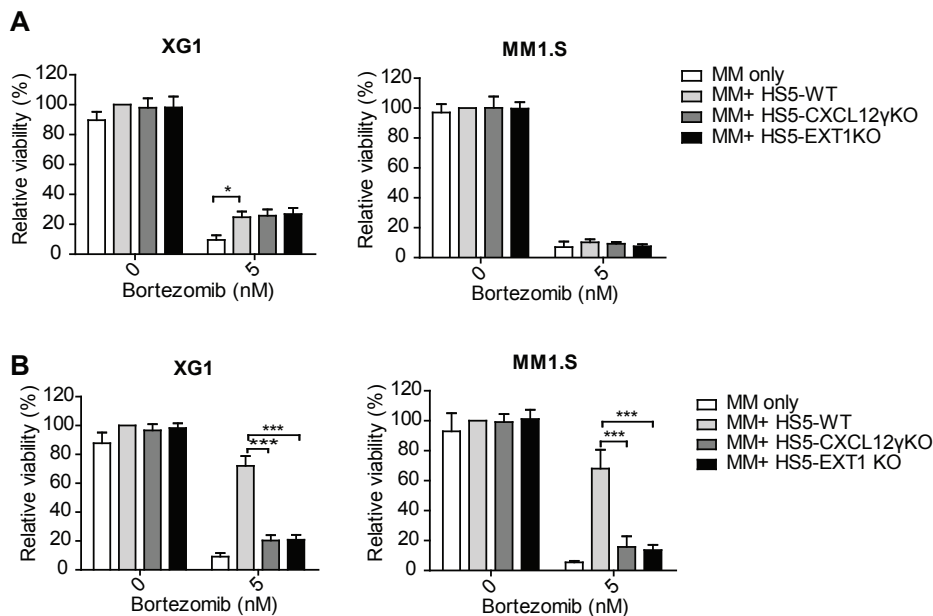 A
XG1
MM1.S
Relative viability (%)
120
100
80
60
40
20
0
*
0
5
Bortezomib (nM)
Relative viability (%)
120
100
80
60
40
20
0
0
5
Bortezomib (nM)
MM only
MM+ HS5-WT
MM+ HS5-CXCL12γKO
MM+ HS5-EXT1KO
B
XG1
MM1.S
Relative viability (%)
120
100
80
60
40
20
0
***
***
0
5
Bortezomib (nM)
Relative viability (%)
120
100
80
60
40
20
0
***
***
0
5
Bortezomib (nM)
MM only
MM+ HS5-WT
MM+ HS5-CXCL12γKO
MM+ HS5-EXT1 KO